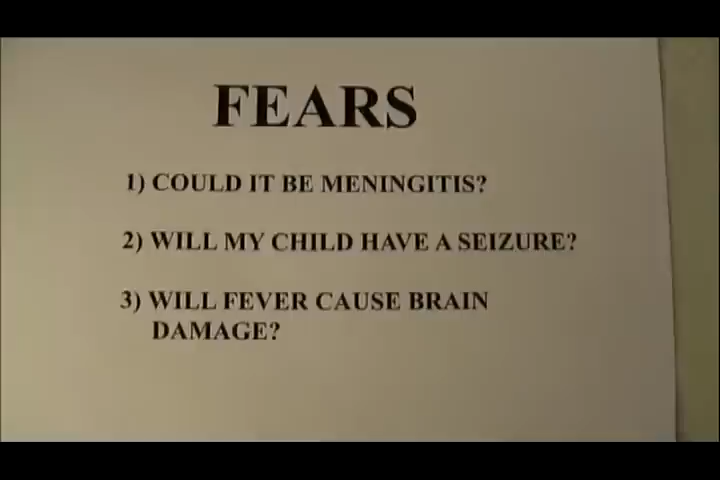 FEARS
1) COULD IT BE MENINGITIS?
2) WILL MY CHILD HAVE A SEIZURE?
3) WILL FEVER CAUSE BRAIN
DAMAGE?